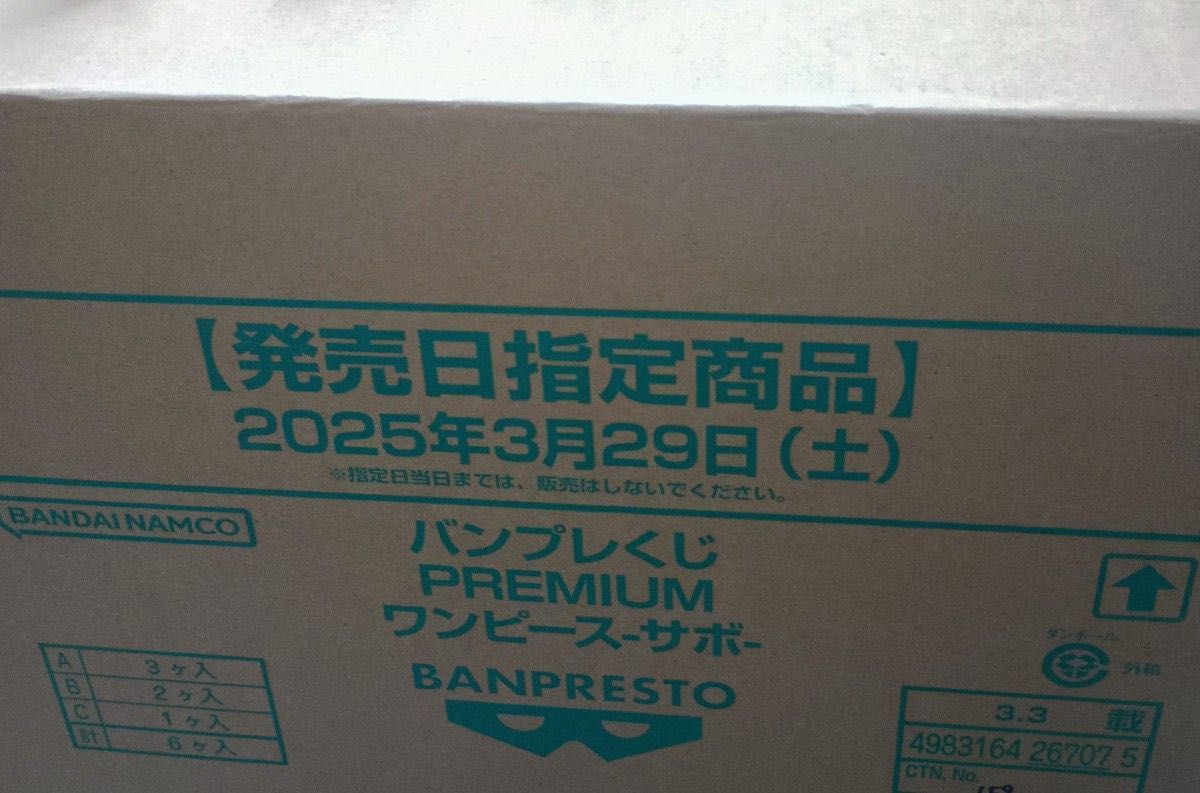 【発売日指定商品】
2025年3月29日(土)
※指定日当日までは、販売はしないでください。
BANDAI NAMCO
バンプレくじ
PREMIUM
ワンピース-サボ-
BANPRESTO
A 3ヶ入
B 2ヶ入
C 1ヶ入
計 6ヶ入
ダンボール
外箱
3.3 載
4983164 26707 5
CTN. No.